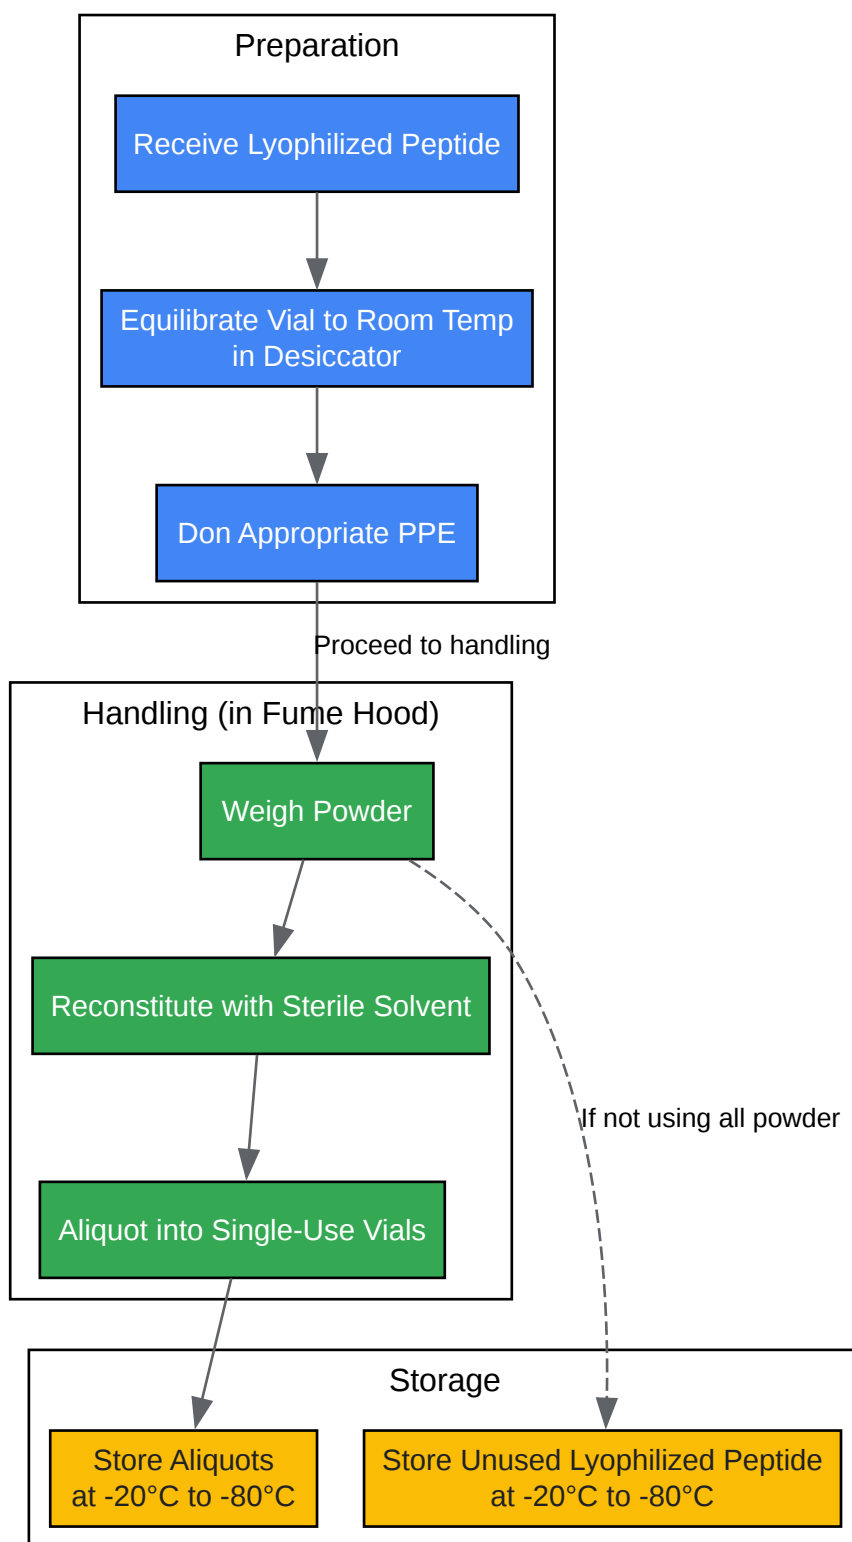 Preparation
Receive Lyophilized Peptide
Equilibrate Vial to Room Temp
in Desiccator
Don Appropriate PPE
Proceed to handling
Handling (in Fume Hood)
Weigh Powder
Reconstitute with Sterile Solvent
If not using all powder
Aliquot into Single-Use Vials
Storage
Store Aliquots
at -20°C to -80°C
Store Unused Lyophilized Peptide
at -20°C to -80°C